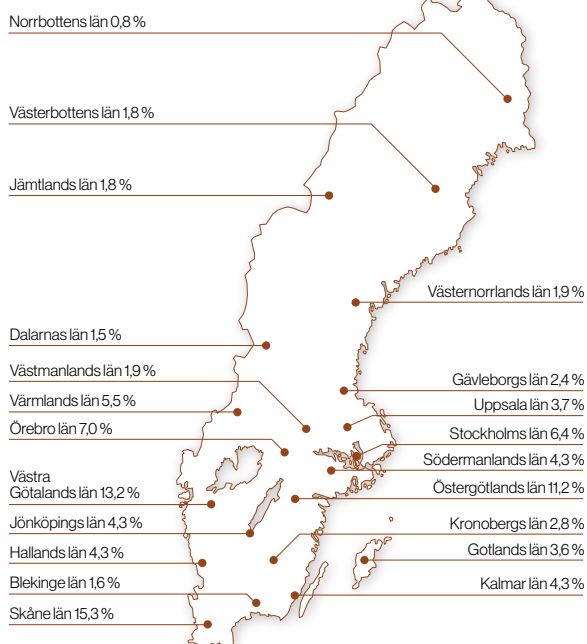 Norrbottens län 0,8 %
Västerbottens län 1,8 %
Jämtlands län 1,8 %
Västernorrlands län 1,9 %
Dalarnas län 1,5 %
Västmanlands län 1,9 %
Värmlands län 5,5 %
Örebro län 7,0 %
Västra
Götalands län 13,2 %
Jönköpings län 4,3 %
Hallands län 4,3 %
Blekinge län 1,6 %
Skåne län 15,3 %
Gävleborgs län 2,4 %
Uppsala län 3,7 %
Stockholms län 6,4 %
Södermanlands län 4,3 %
Östergötlands län 11,2 %
Kronobergs län 2,8 %
Gotlands län 3,6 %
Kalmar län 4,3 %